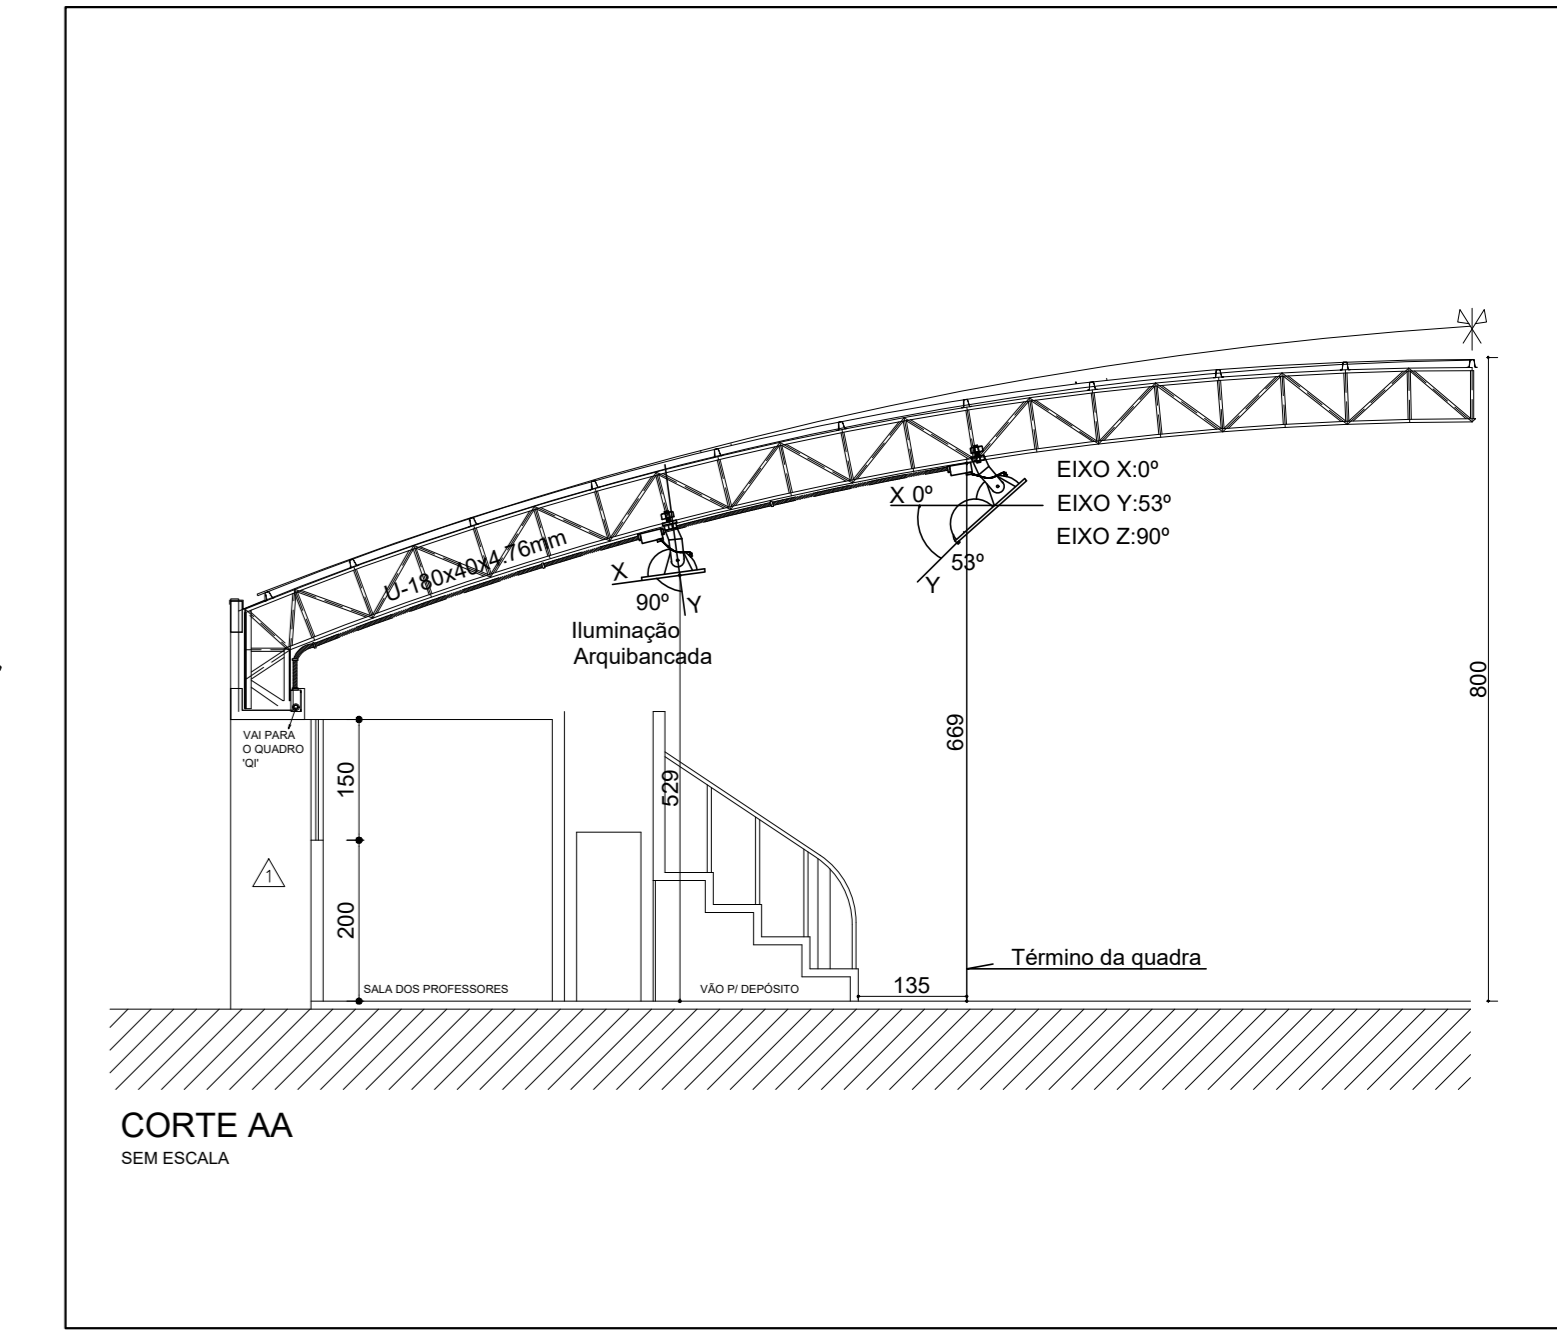 EIXO X:0º
X 0º
EIXO Y:53º
EIXO Z:90º
53º
Y
U-180x40x4.76mm
X
90º
Y
Iluminação
Arquibancada
800
669
VAI PARA
O QUADRO
'QI'
150
529
1
200
Término da quadra
135
SALA DOS PROFESSORES
VÃO P/ DEPÓSITO
CORTE AA
SEM ESCALA